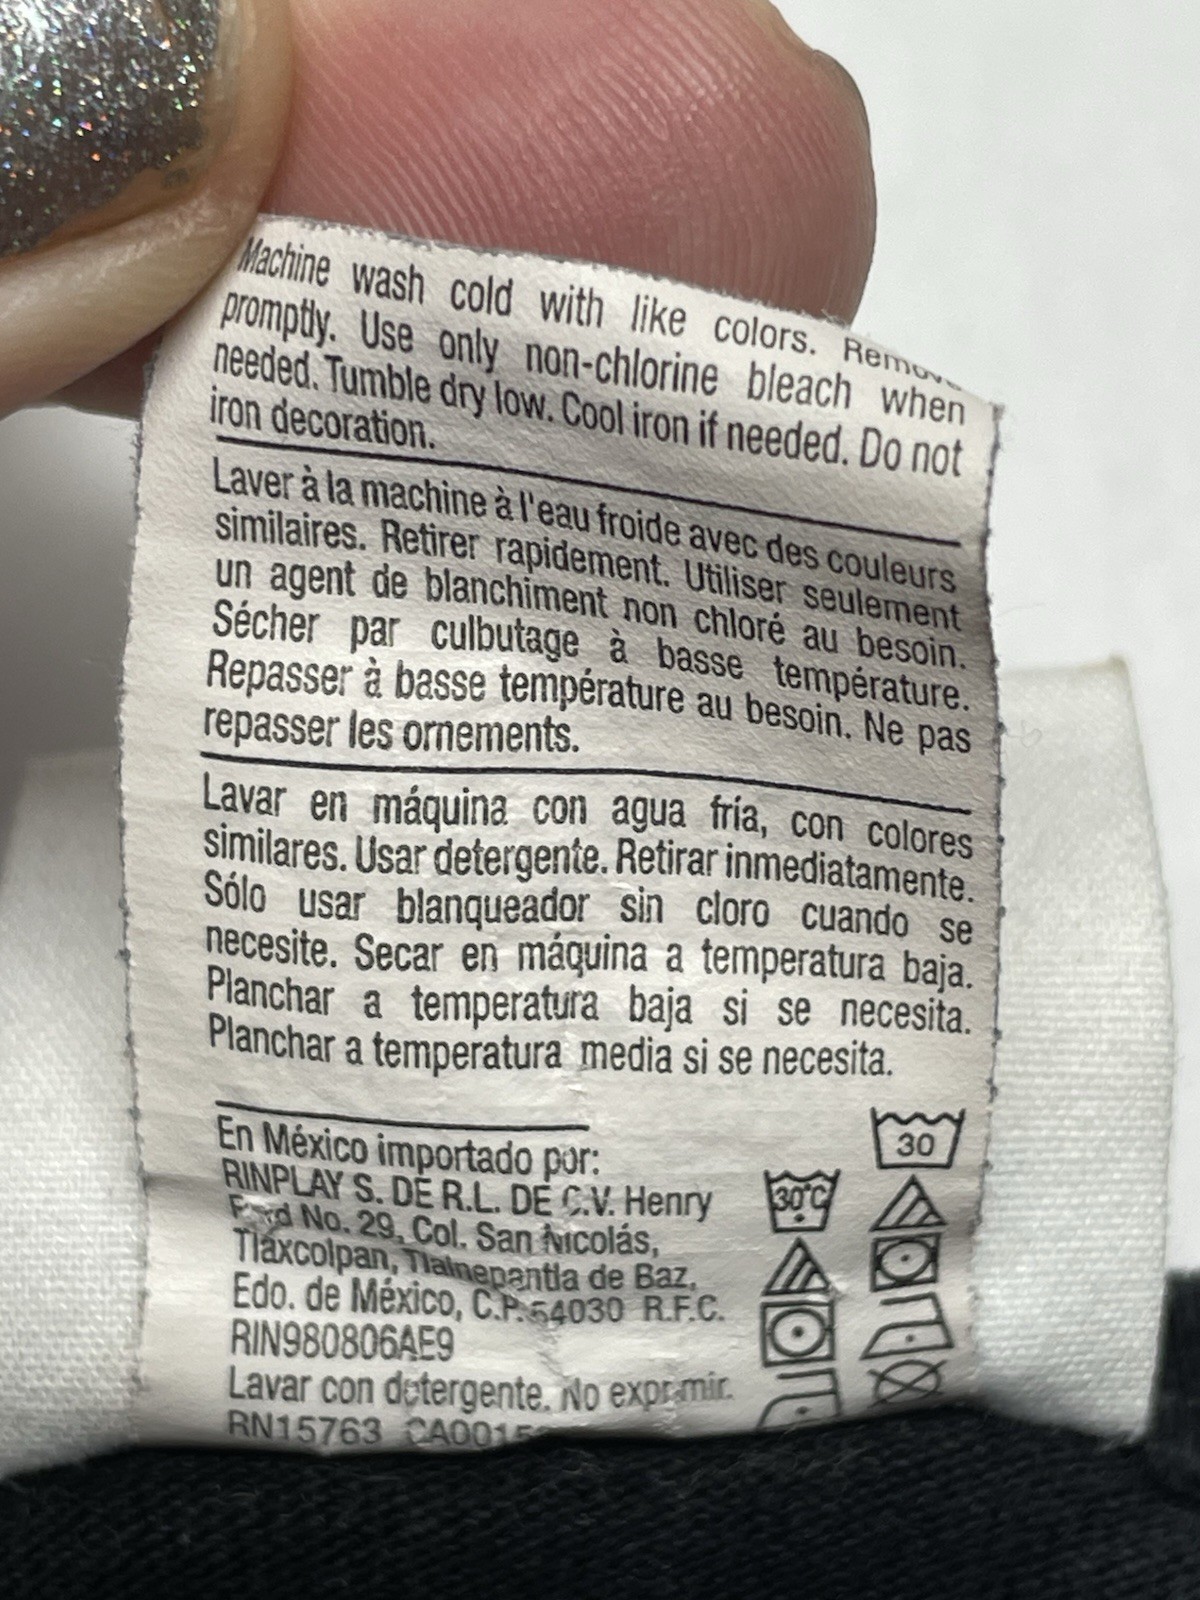 Machine wash cold with like colors. Remove
promptly. Use only non-chlorine bleach when
needed. Tumble dry low. Cool iron if needed. Do not
iron decoration.
Laver à la machine à l'eau froide avec des couleurs
similaires. Retirer rapidement. Utiliser seulement
un agent de blanchiment non chloré au besoin.
Sécher par culbutage à basse température.
Repasser à basse température au besoin. Ne pas
repasser les ornements.
Lavar en máquina con agua fría, con colores
similares. Usar detergente. Retirar inmediatamente.
Sólo usar blanqueador sin cloro cuando se
necesite. Secar en máquina a temperatura baja.
Planchar a temperatura baja si se necesita.
Planchar a temperatura media si se necesita.
En México importado por:
RINPLAY S. DE R.L. DE C.V. Henry
No. 29, Col. San Nicolás,
Tlaxcolpan, Tlalnepantla de Baz,
Edo. de México, C.P. 54030 R.F.C.
RIN980806AE9
Lavar con detergente. No exprimir.
RN15763
30
30°C